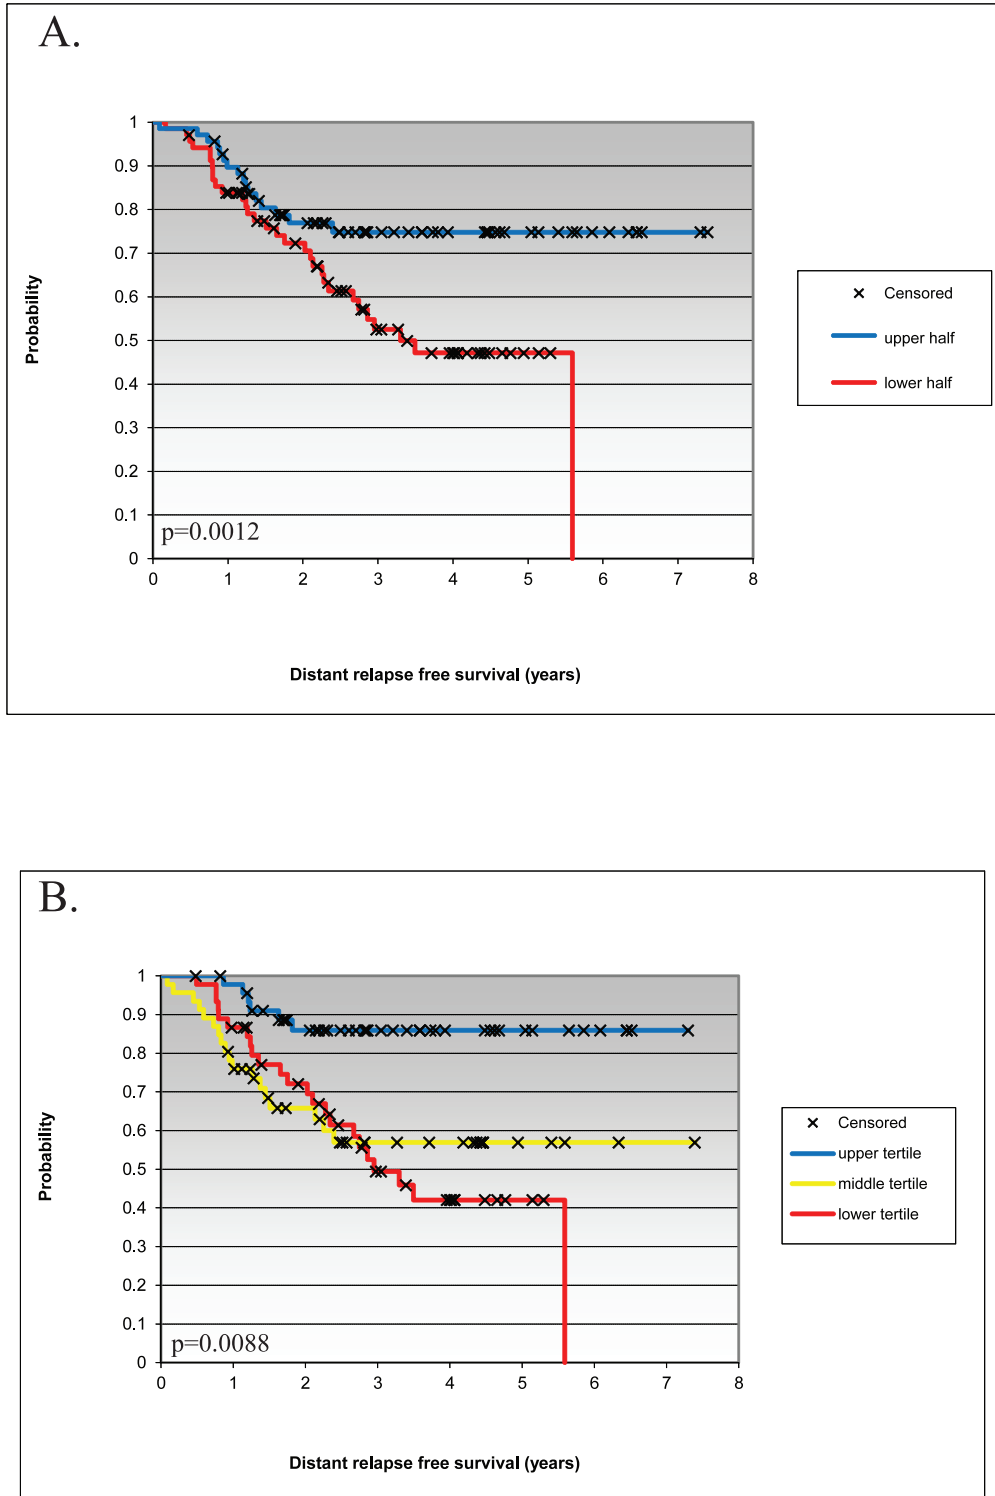 A.
1
0.9
0.8
0.7
0.6
0.5
0.4
0.3
0.2
0.1
0
Probability
p=0.0012
0 1 2 3 4 5 6 7 8
Distant relapse free survival (years)
Censored
upper half
lower half
B.
1
0.9
0.8
0.7
0.6
0.5
0.4
0.3
0.2
0.1
0
Probability
p=0.0088
0 1 2 3 4 5 6 7 8
Distant relapse free survival (years)
Censored
upper tertile
middle tertile
lower tertile